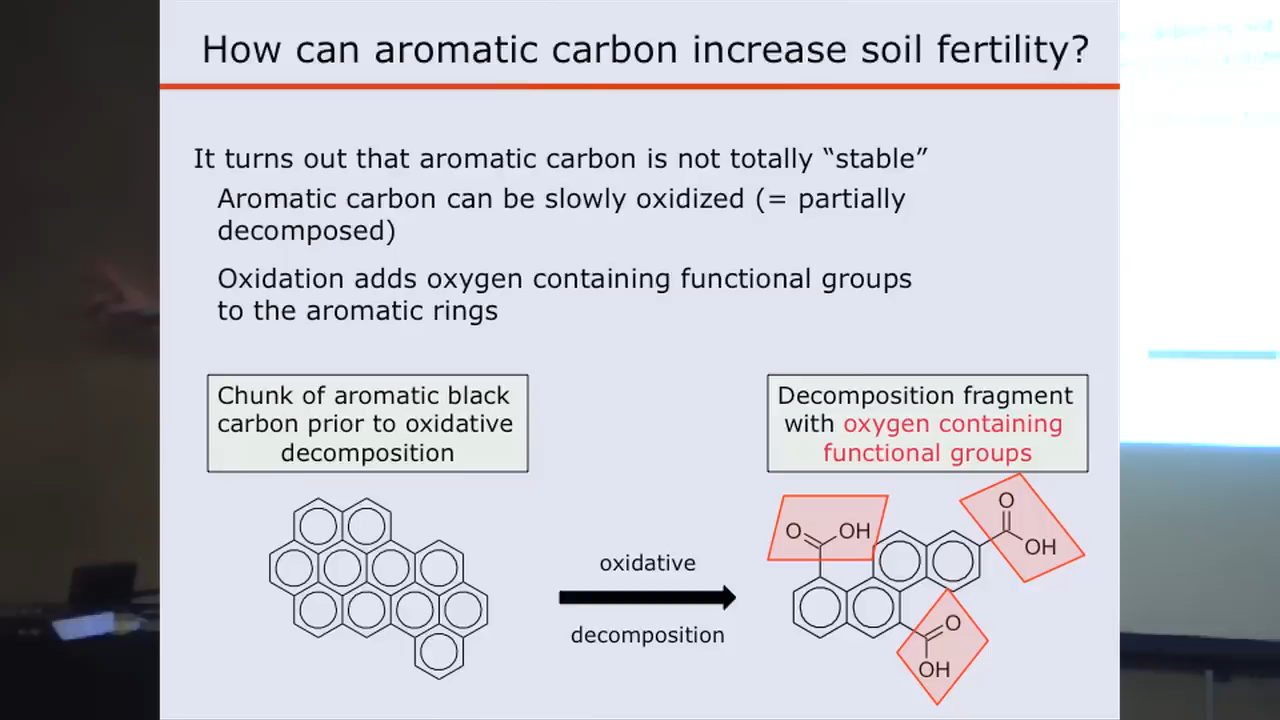 How can aromatic carbon increase soil fertility?
It turns out that aromatic carbon is not totally “stable”
Aromatic carbon can be slowly oxidized (= partially
decomposed)
Oxidation adds oxygen containing functional groups
to the aromatic rings
Chunk of aromatic black
carbon prior to oxidative
decomposition
Decomposition fragment
with oxygen containing
functional groups
oxidative
decomposition
O
OH
O
OH
O
OH